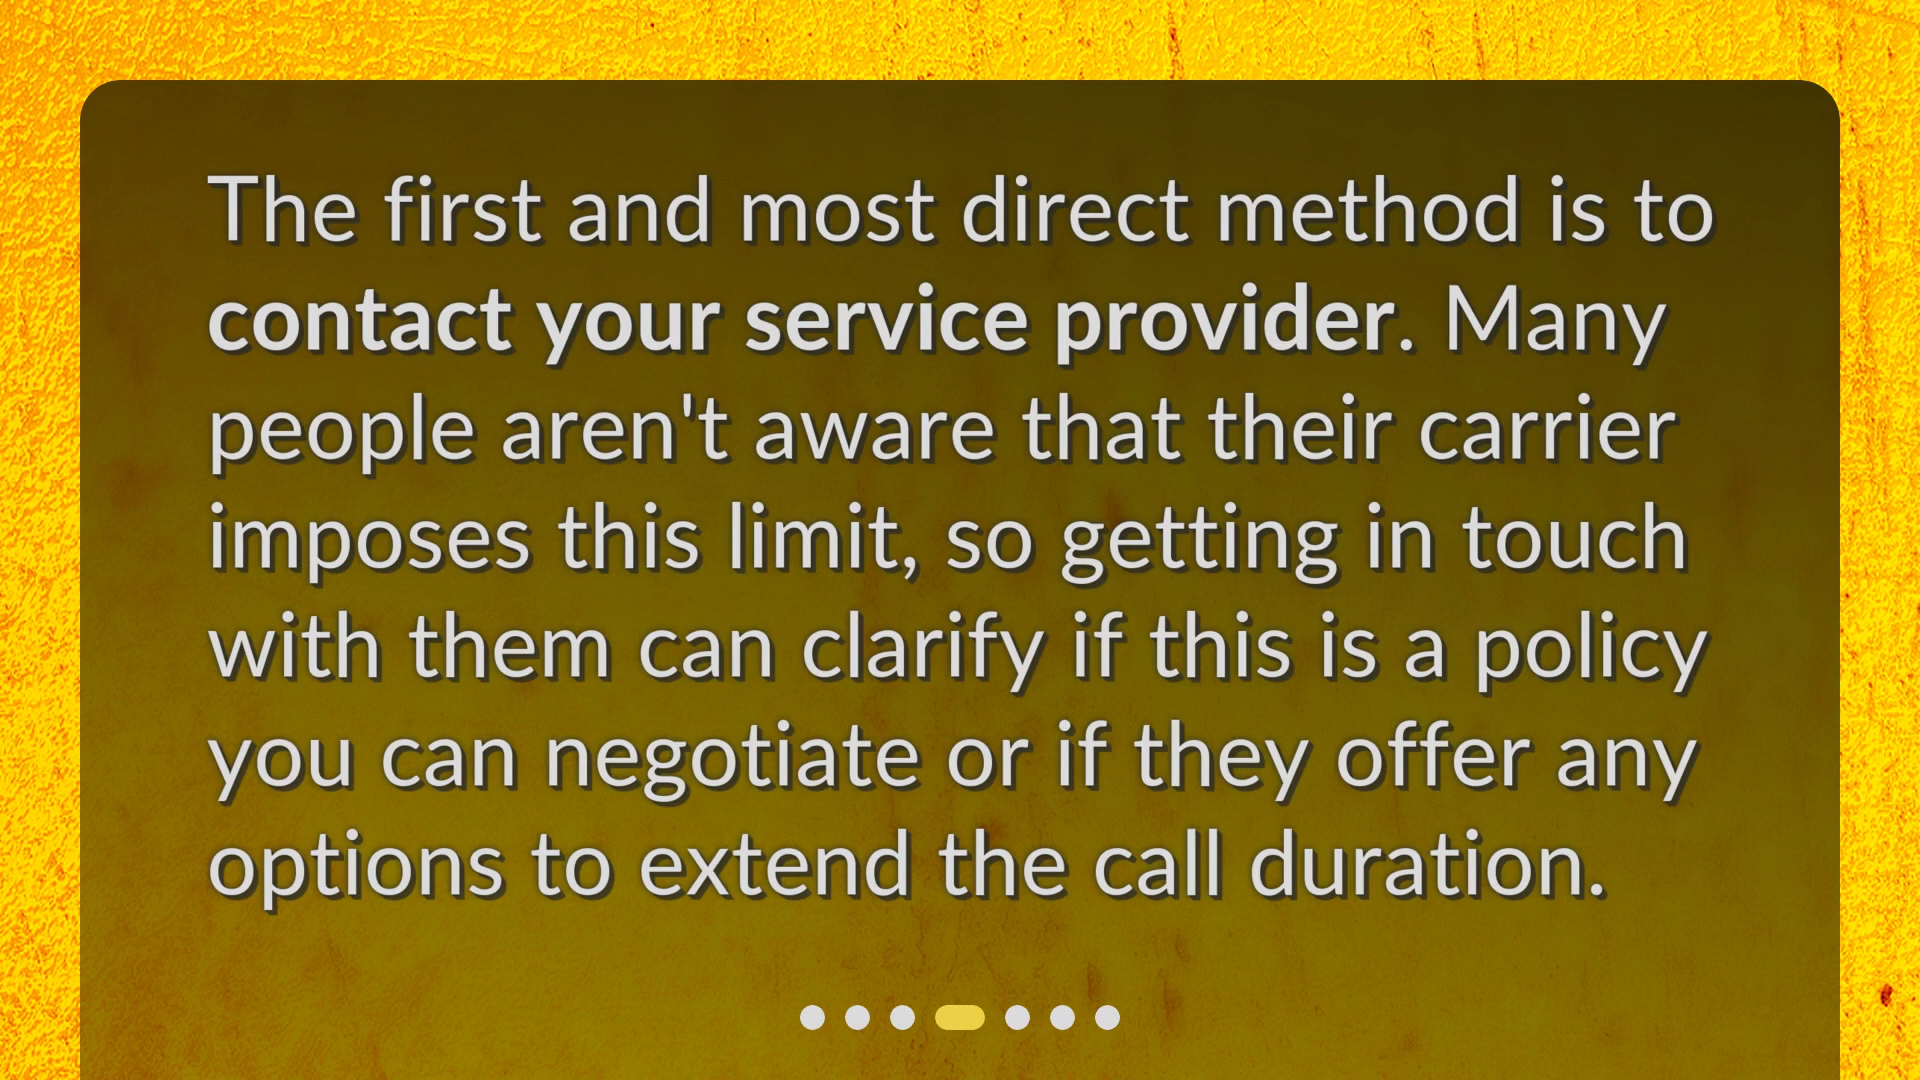 The first and most direct method is to
contact your service provider. Many
people aren't aware that their carrier
imposes this limit, so getting in touch
with them can clarify if this is a policy
you can negotiate or if they offer any
options to extend the call duration.